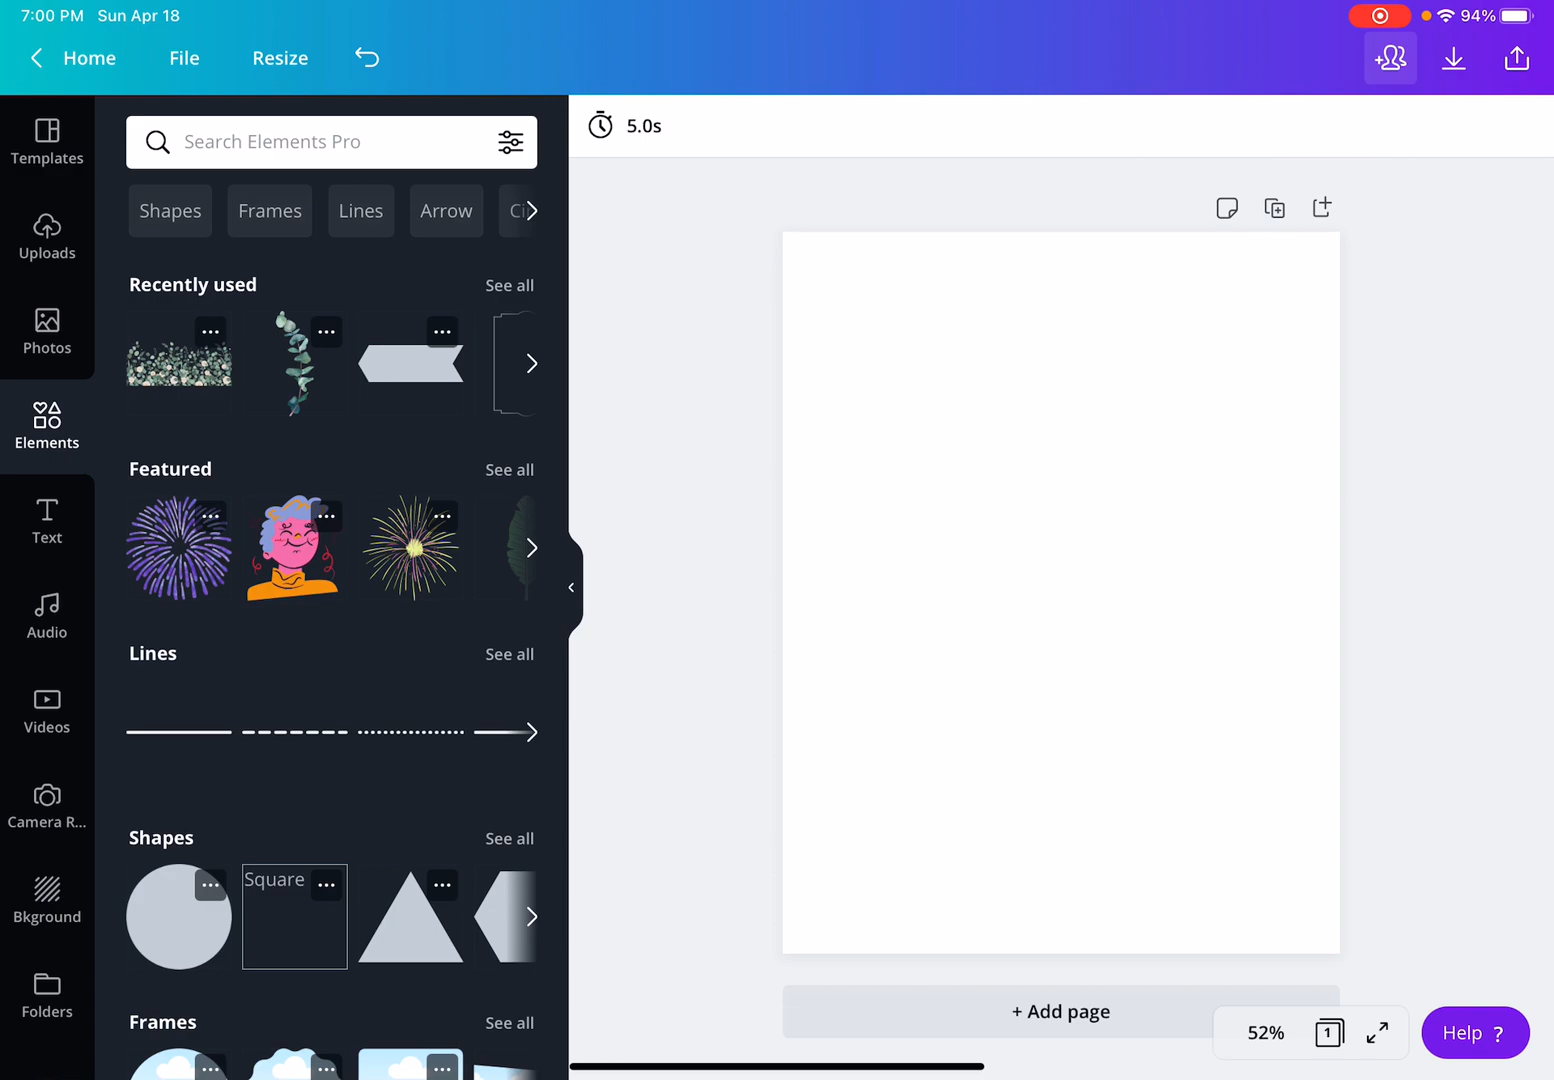 7:00 PM Sun Apr 18
94%
Home
File
Resize
Templates
Uploads
Photos
Elements
Text
Audio
Videos
Camera R...
Bkground
Folders
Search Elements Pro
Shapes
Frames
Lines
Arrow
Recently used
See all
Featured
See all
Lines
See all
Shapes
See all
Square
Frames
See all
5.0s
+ Add page
52%
1
Help ?